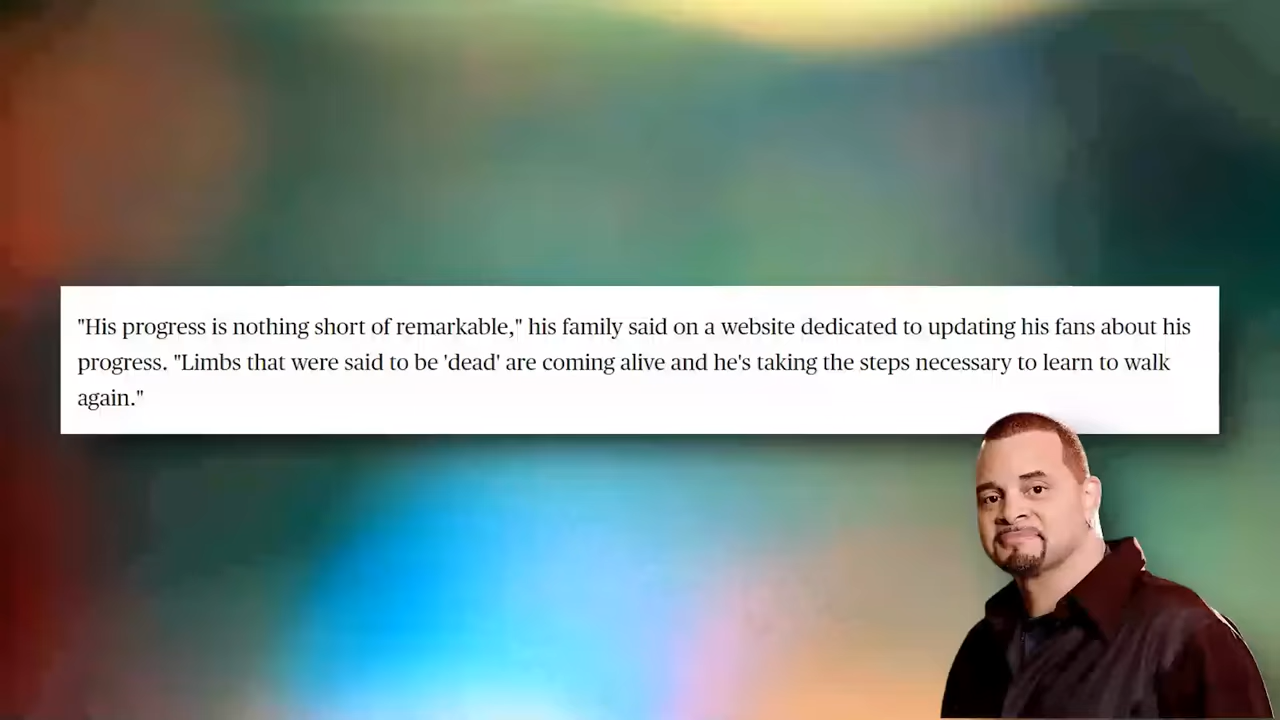 "His progress is nothing short of remarkable," his family said on a website dedicated to updating his fans about his
progress. "Limbs that were said to be 'dead' are coming alive and he's taking the steps necessary to learn to walk
again."